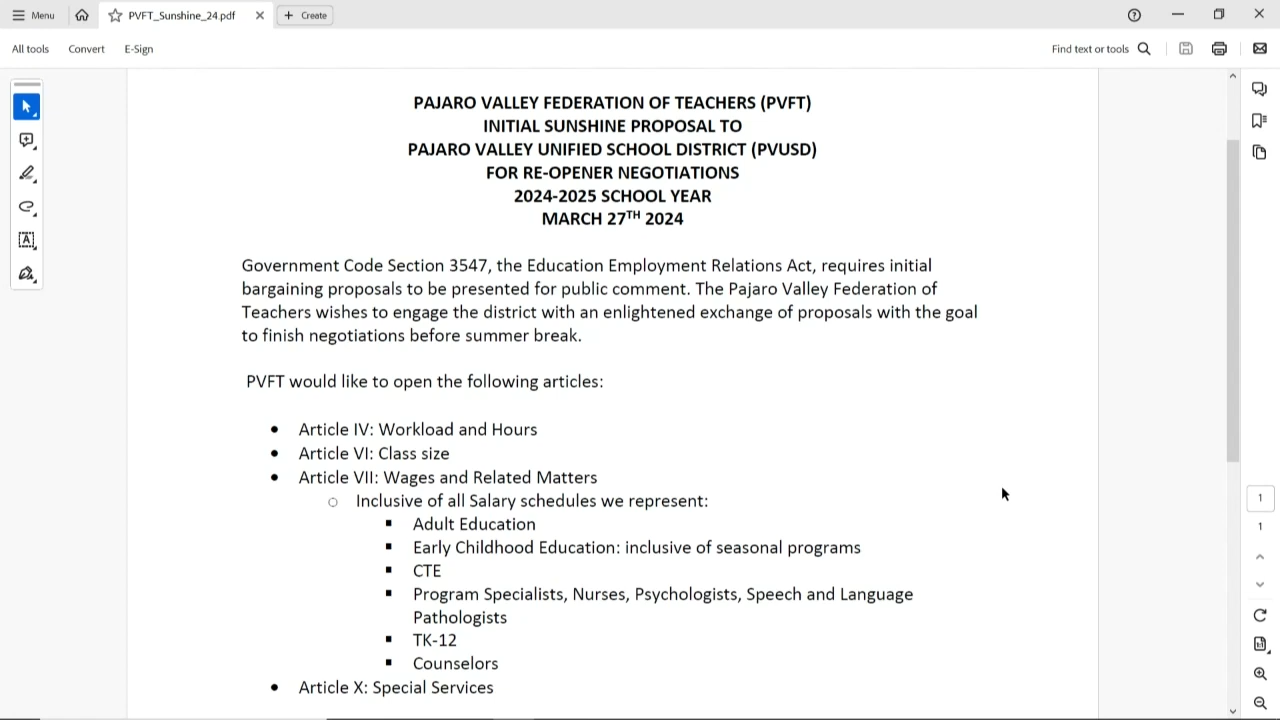 Menu
PVFT_Sunshine_24.pdf
Create
All tools
Convert
E-Sign
Find text or tools
PAJARO VALLEY FEDERATION OF TEACHERS (PVFT)
INITIAL SUNSHINE PROPOSAL TO
PAJARO VALLEY UNIFIED SCHOOL DISTRICT (PVUSD)
FOR RE-OPENER NEGOTIATIONS
2024-2025 SCHOOL YEAR
MARCH 27TH 2024
Government Code Section 3547, the Education Employment Relations Act, requires initial
bargaining proposals to be presented for public comment. The Pajaro Valley Federation of
Teachers wishes to engage the district with an enlightened exchange of proposals with the goal
to finish negotiations before summer break.
PVFT would like to open the following articles:
• Article IV: Workload and Hours
• Article VI: Class size
• Article VII: Wages and Related Matters
○ Inclusive of all Salary schedules we represent:
▪ Adult Education
▪ Early Childhood Education: inclusive of seasonal programs
▪ CTE
▪ Program Specialists, Nurses, Psychologists, Speech and Language
Pathologists
▪ TK-12
▪ Counselors
• Article X: Special Services
1
1